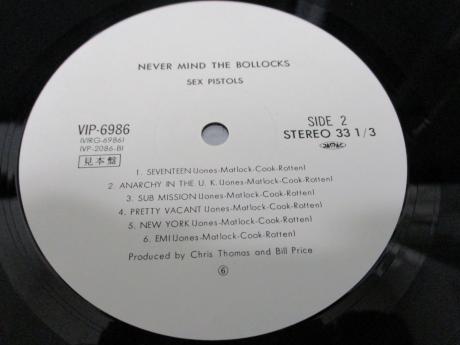 NEVER MIND THE BOLLOCKS
SEX PISTOLS
VIP-6986
(VIRG-6986)
(VIP-2086-B)
見本盤
SIDE 2
STEREO 33 1/3
1. SEVENTEEN (Jones-Matlock-Cook-Rotten)
2. ANARCHY IN THE U. K. (Jones-Matlock-Cook-Rotten)
3. SUB MISSION (Jones-Matlock-Cook-Rotten)
4. PRETTY VACANT (Jones-Matlock-Cook-Rotten)
5. NEW YORK (Jones-Matlock-Cook-Rotten)
6. EMI (Jones-Matlock-Cook-Rotten)
Produced by Chris Thomas and Bill Price
⑥